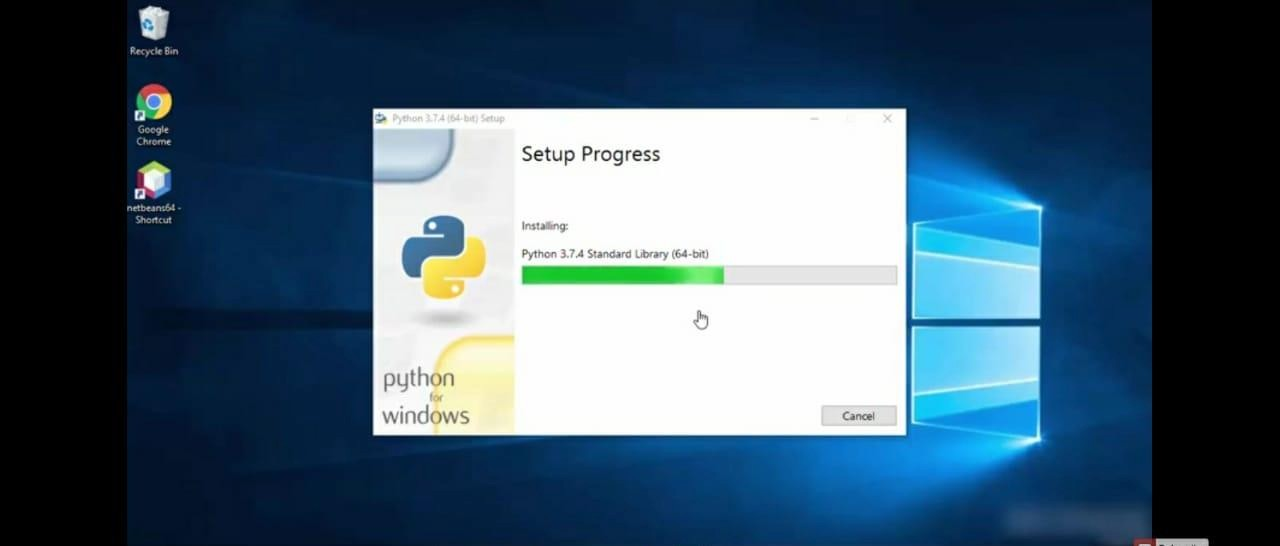 Recycle Bin
Google
Chrome
netbeans64 -
Shortcut
Python 3.7.4 (64-bit) Setup
Setup Progress
Installing:
Python 3.7.4 Standard Library (64-bit)
python
for
windows
Cancel